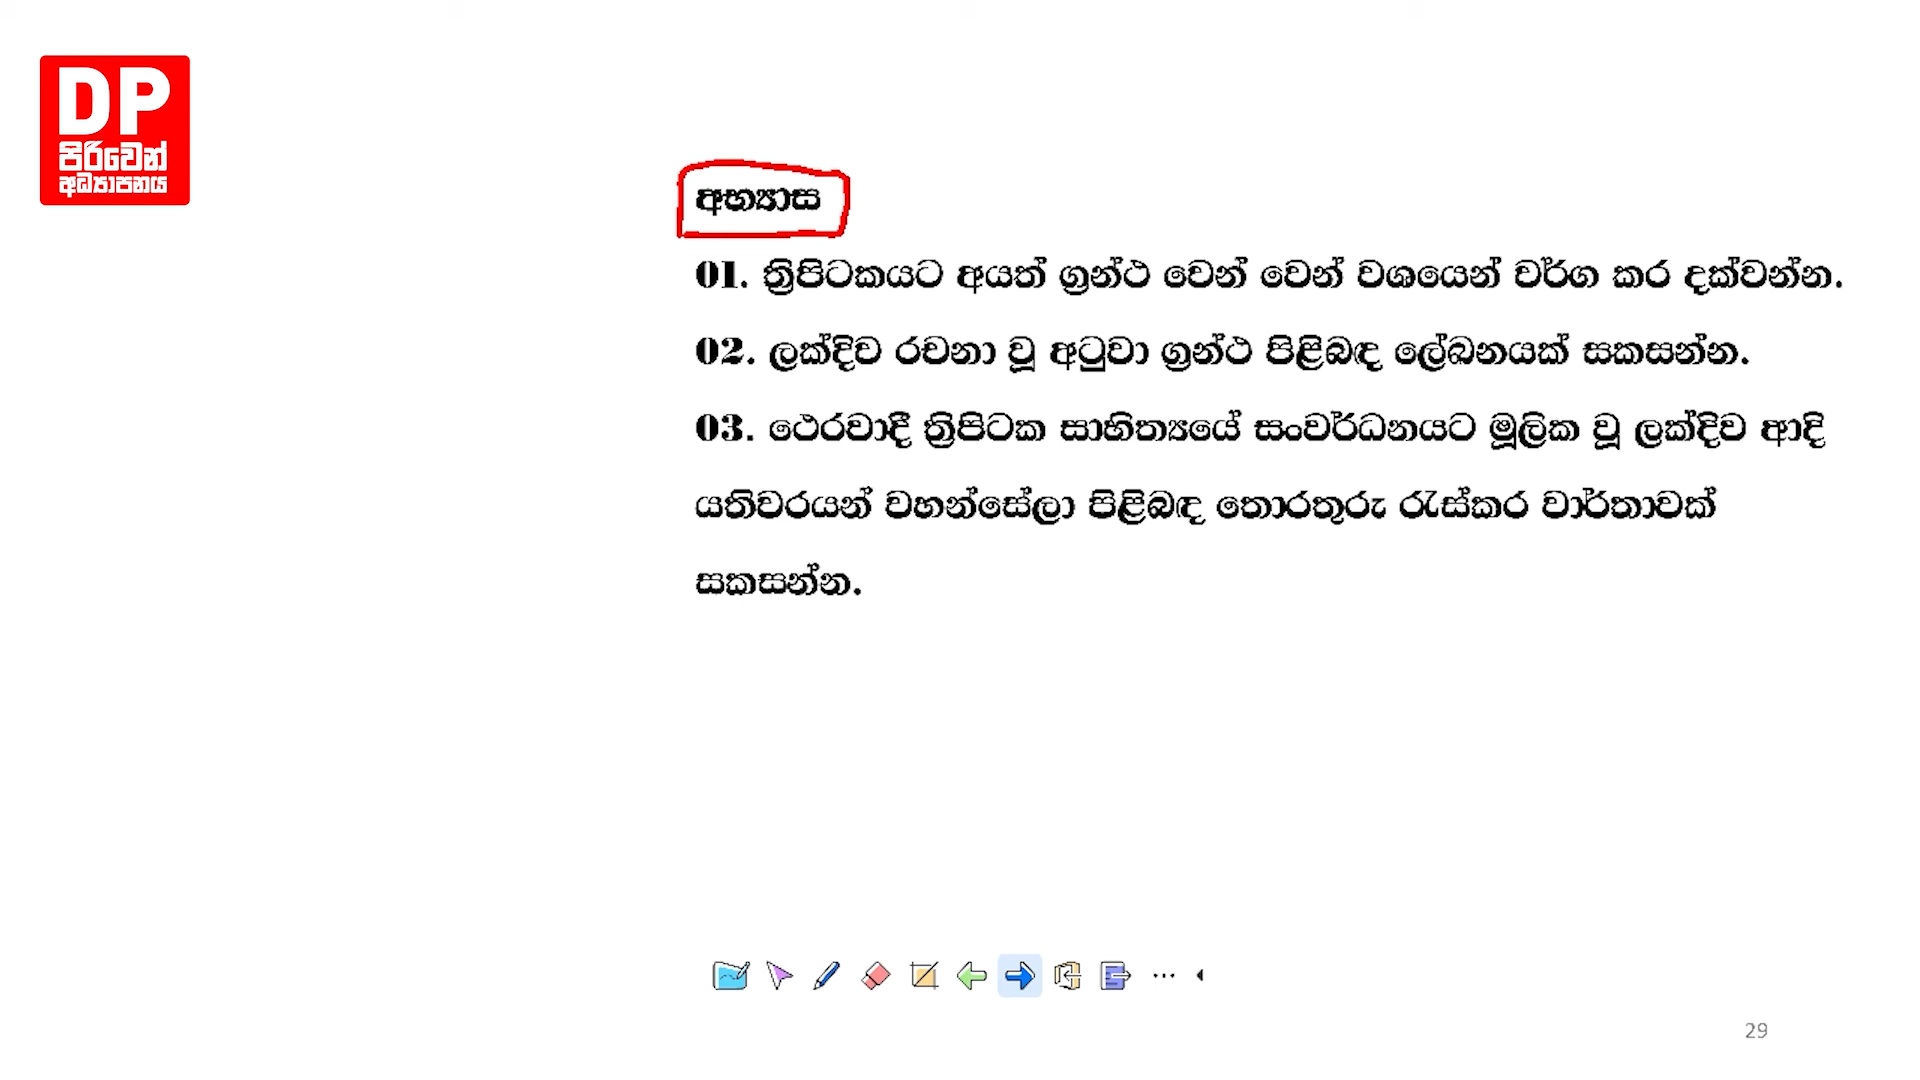 DP
පිරිවෙන්
අධ්‍යාපනය
අභ්‍යාස
01. ත්‍රිපිටකයට අයත් ග්‍රන්ථ වෙන් වෙන් වශයෙන් වර්ග කර දක්වන්න.
02. ලක්දිව රචනා වූ අටුවා ග්‍රන්ථ පිළිබඳ ලේඛනයක් සකසන්න.
03. ථෙරවාදී ත්‍රිපිටක සාහිත්‍යයේ සංවර්ධනයට මූලික වූ ලක්දිව ආදි
යතිවරයන් වහන්සේලා පිළිබඳ තොරතුරු රැස්කර වාර්තාවක්
සකසන්න.
29